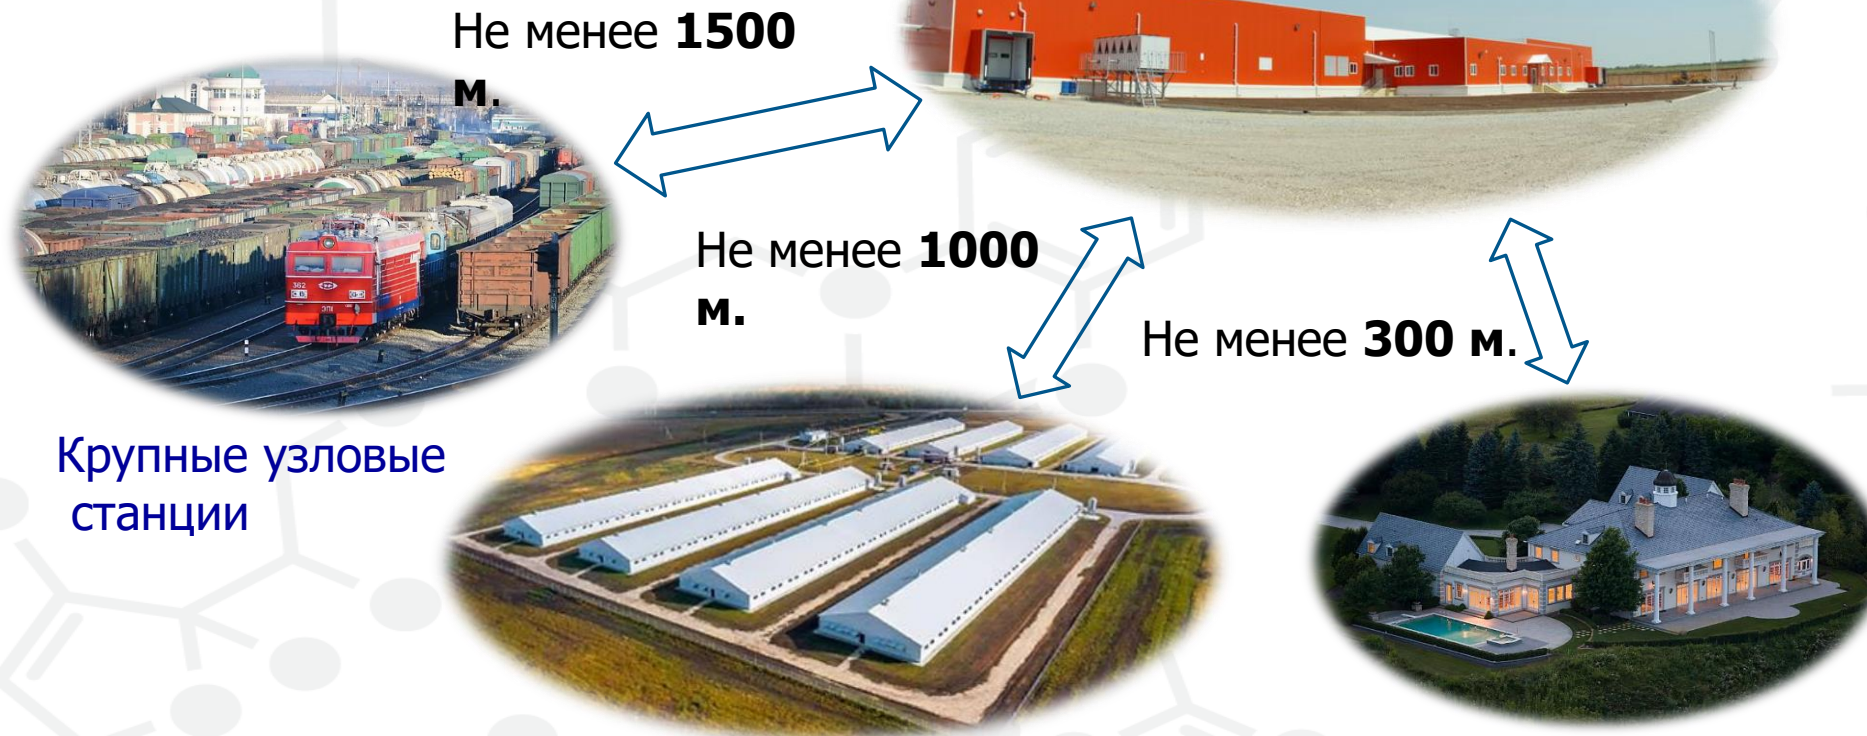 Не менее 1500
м.
Не менее 1000
м.
Не менее 300 м.
Крупные узловые
станции